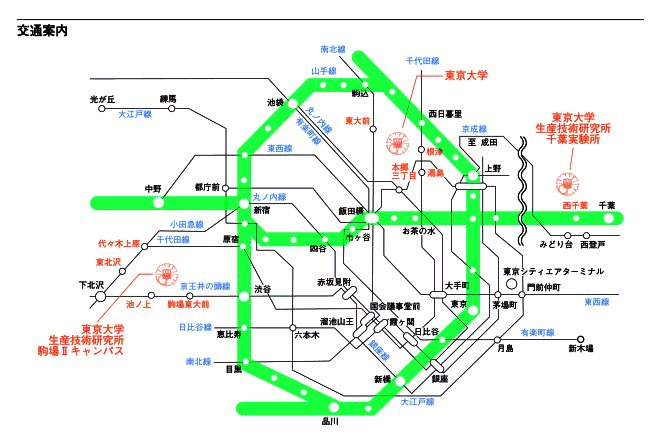 交通案内
南北線
千代田線
山手線
東京大学
駒込
池袋
光が丘
練馬
大江戸線
丸ノ内線
有楽町線
東大前
西日暮里
京成線
至 成田
東京大学
生産技術研究所
千葉実験所
根津
湯島
本郷
三丁目
東西線
上野
中野
都庁前
丸ノ内線
新宿
飯田橋
西千葉
千葉
小田急線
代々木上原
千代田線
原宿
四谷
市ヶ谷
お茶の水
みどり台
西登戸
東北沢
下北沢
京王井の頭線
渋谷
赤坂見附
大手町
東京シティエアターミナル
池ノ上
駒場東大前
国会議事堂前
東京
茅場町
門前仲町
東西線
東京大学
生産技術研究所
駒場Ⅱキャンパス
日比谷線
恵比寿
六本木
溜池山王
霞ヶ関
日比谷
有楽町線
月島
新木場
銀座線
南北線
目黒
新橋
銀座
大江戸線
品川